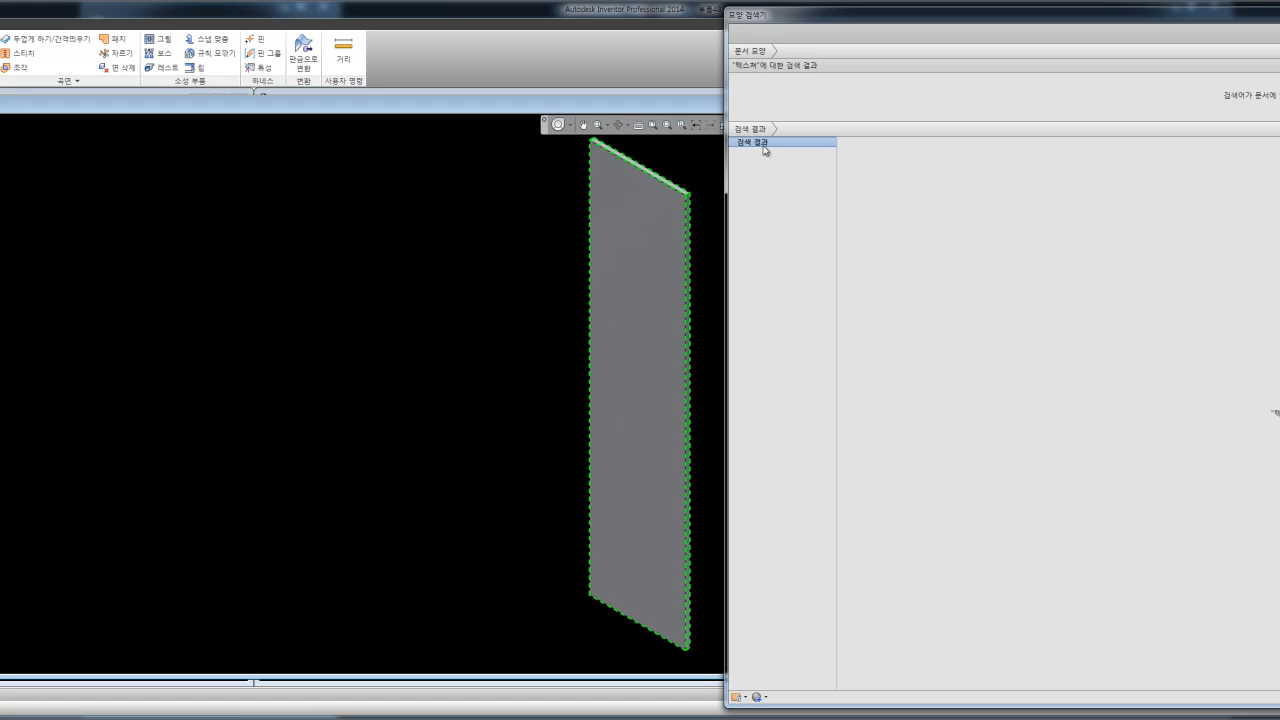 Autodesk Inventor Professional 2014
모양 검색기
두껍게 하기/간격띄우기
패치
그릴
스냅 맞춤
핀
스티치
자르기
보스
규칙 모깎기
핀 그룹
조각
면 삭제
레스트
립
특성
판금으로
변환
거리
곡면
소성 부품
하네스
변환
사용자 명령
문서 모양
"텍스쳐"에 대한 검색 결과
검색어가 문서에
검색 결과
검색 결과